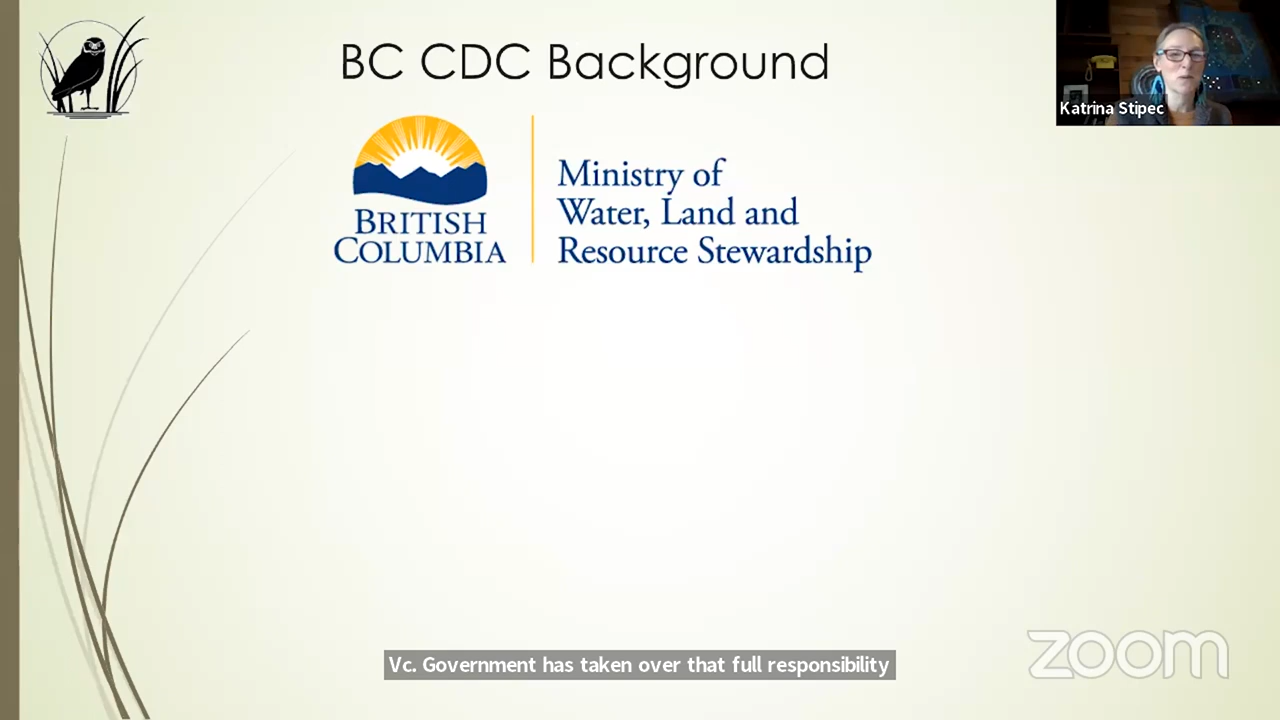 BC CDC Background
Katrina Stipec
BRITISH
COLUMBIA
Ministry of
Water, Land and
Resource Stewardship
Vc. Government has taken over that full responsibility
zoom